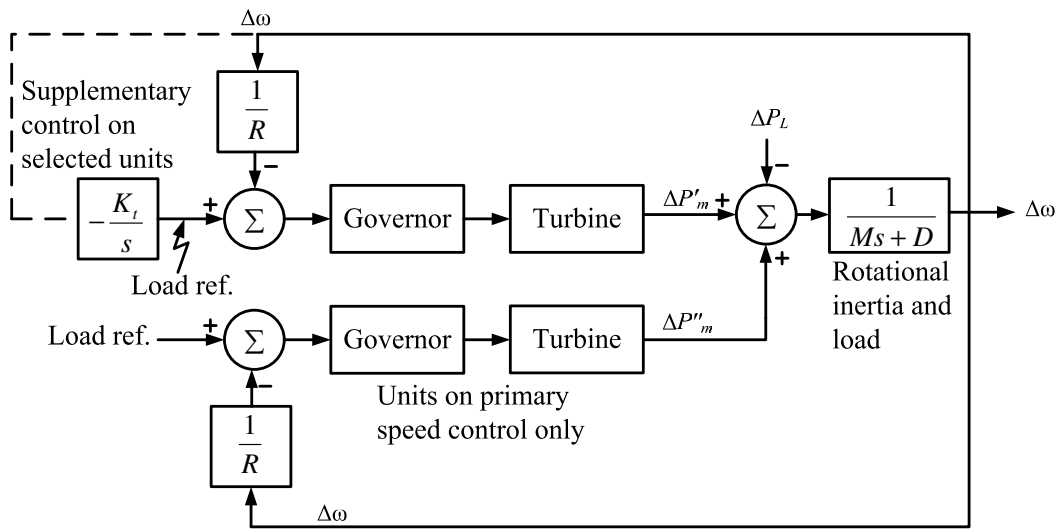 Δω
Supplementary
control on
selected units
1
R
−
ΔP_L
−
− K_t
s
+
Σ
Governor
Turbine
ΔP'_m
+
Σ
1
Ms + D
Δω
Load ref.
+
Rotational
inertia and
load
Load ref.
+
Σ
Governor
Turbine
ΔP''_m
−
Units on primary
speed control only
1
R
Δω